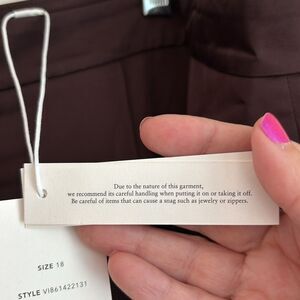 Due to the nature of this garment,
we recommend its careful handling when putting it on or taking it off.
Be careful of items that can cause a snag such as jewelry or zippers.
SIZE 18
STYLE VI861422131